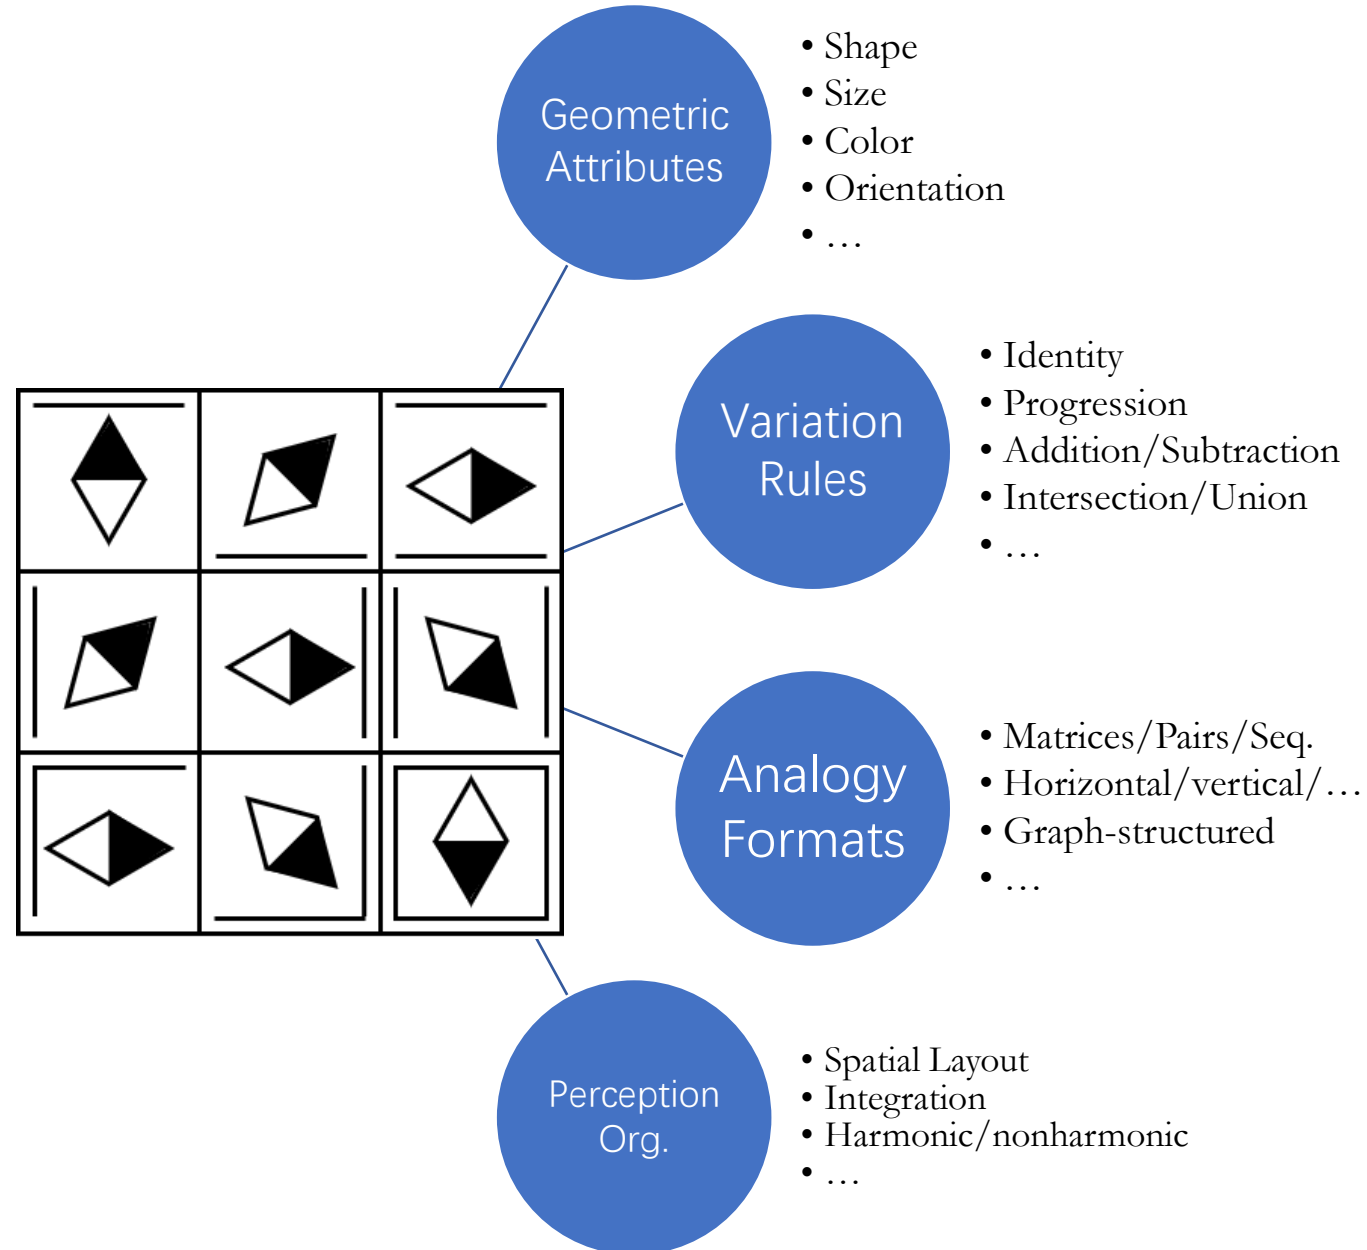 Geometric
Attributes
• Shape
• Size
• Color
• Orientation
• …
Variation
Rules
• Identity
• Progression
• Addition/Subtraction
• Intersection/Union
• …
Analogy
Formats
• Matrices/Pairs/Seq.
• Horizontal/vertical/…
• Graph-structured
• …
Perception
Org.
• Spatial Layout
• Integration
• Harmonic/nonharmonic
• …